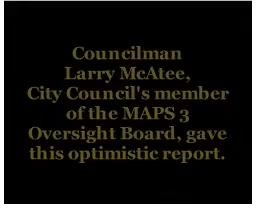 Councilman
Larry McAtee,
City Council's member
of the MAPS 3
Oversight Board, gave
this optimistic report.